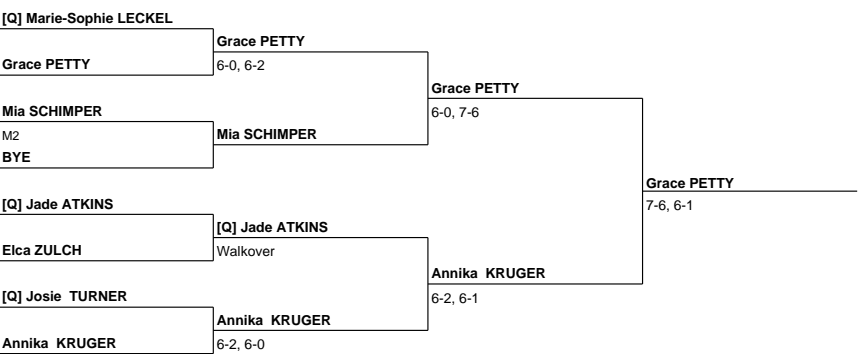 [Q] Marie-Sophie LECKEL
Grace PETTY
Grace PETTY
6-0, 6-2
Grace PETTY
6-0, 7-6
Mia SCHIMPER
M2
Mia SCHIMPER
BYE
Grace PETTY
7-6, 6-1
[Q] Jade ATKINS
[Q] Jade ATKINS
Elca ZULCH
Walkover
Annika KRUGER
6-2, 6-1
[Q] Josie TURNER
Annika KRUGER
Annika KRUGER
6-2, 6-0